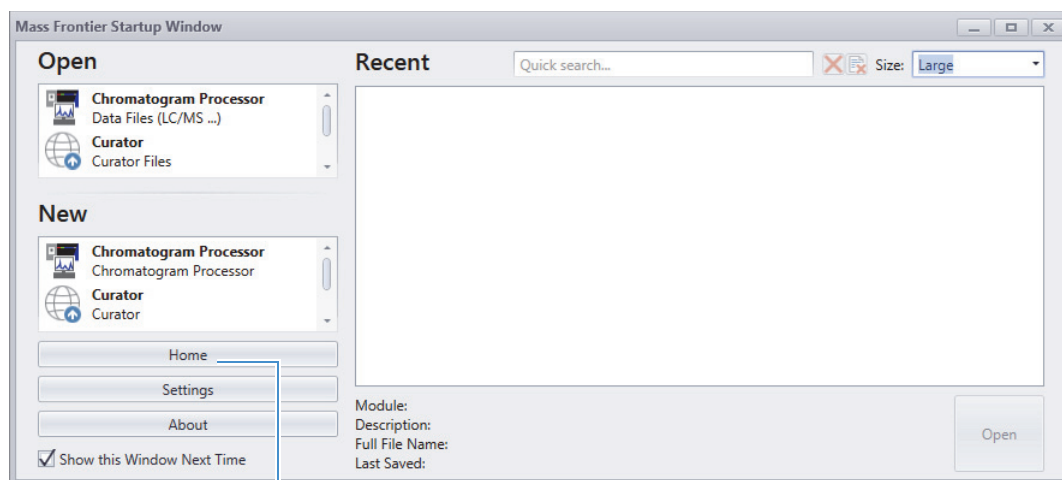 Mass Frontier Startup Window
Open
Chromatogram Processor
Data Files (LC/MS ...)
Curator
Curator Files
New
Chromatogram Processor
Chromatogram Processor
Curator
Curator
Home
Settings
About
Show this Window Next Time
Recent
Quick search...
Size: Large
Module:
Description:
Full File Name:
Last Saved:
Open